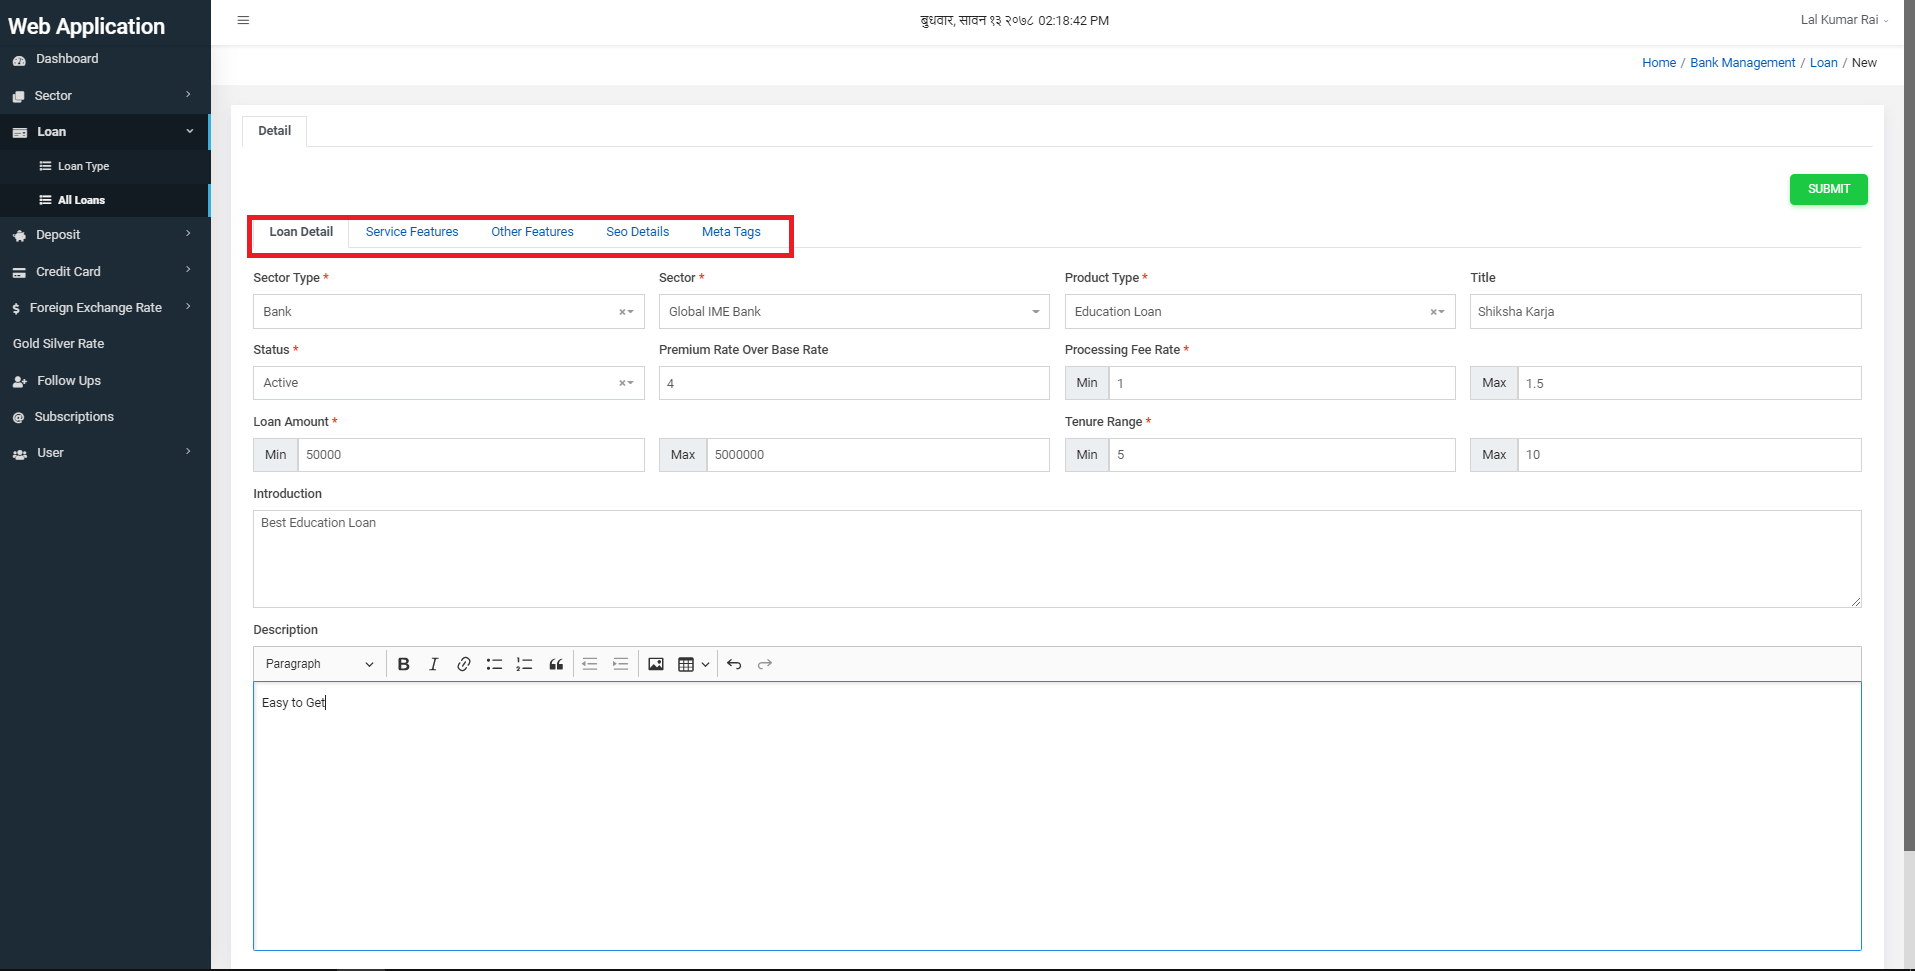 Web Application
बुधवार, सावन १३ २०७८ 02:18:42 PM
Lal Kumar Rai
Home / Bank Management / Loan / New
Dashboard
Sector
Loan
Loan Type
All Loans
Deposit
Credit Card
Foreign Exchange Rate
Gold Silver Rate
Follow Ups
Subscriptions
User
Detail
SUBMIT
Loan Detail Service Features Other Features Seo Details Meta Tags
Sector Type * Sector * Product Type * Title
Bank Global IME Bank Education Loan Shiksha Karja
Status * Premium Rate Over Base Rate Processing Fee Rate *
Active 4 Min 1 Max 1.5
Loan Amount * Tenure Range *
Min 50000 Max 5000000 Min 5 Max 10
Introduction
Best Education Loan
Description
Paragraph
Easy to Get